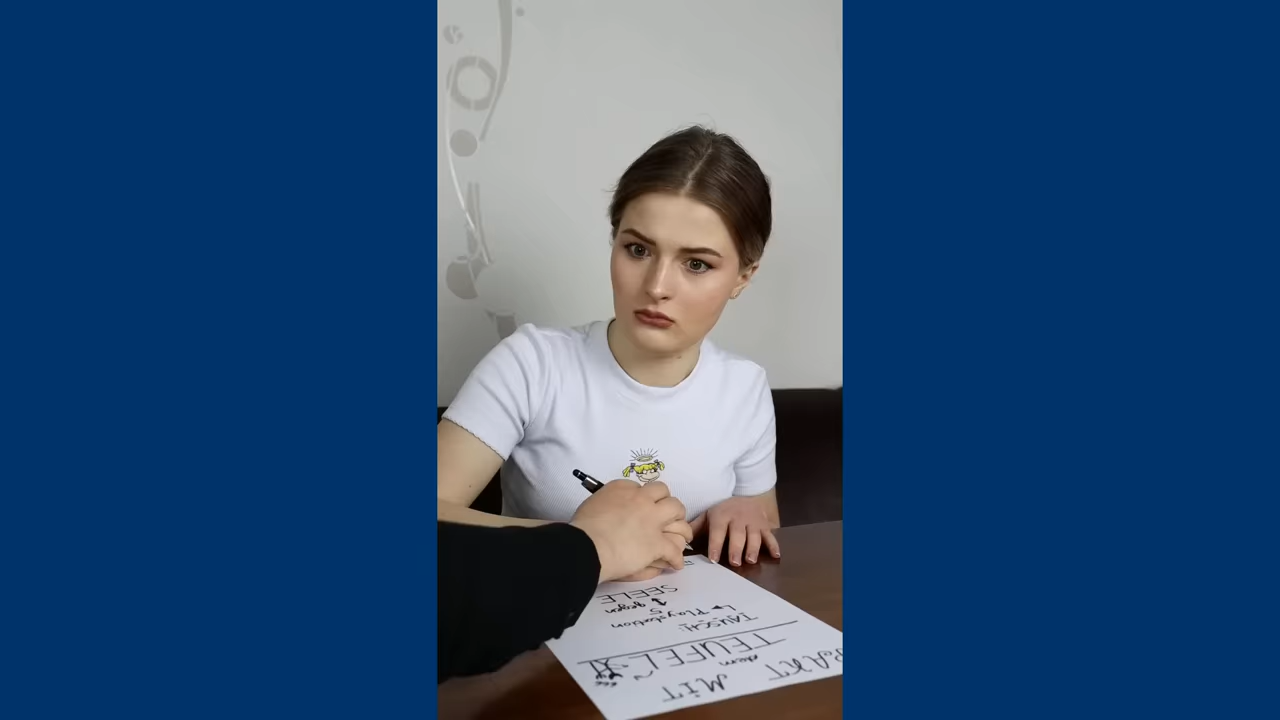 PAKT MIT
dem
TEUFEL
TAUSCH:
↳ Playstation 5
↕ gegen
SEELE